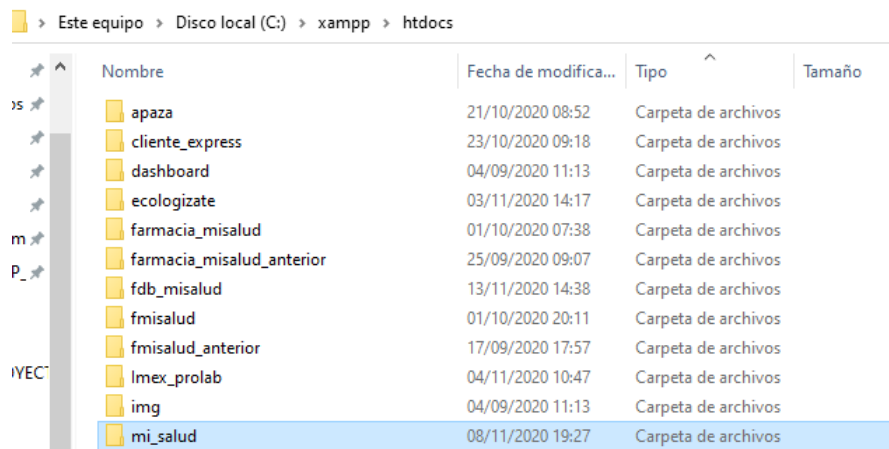 Este equipo > Disco local (C:) > xampp > htdocs
Nombre Fecha de modifica... Tipo Tamaño
apaza 21/10/2020 08:52 Carpeta de archivos
os cliente_express 23/10/2020 09:18 Carpeta de archivos
dashboard 04/09/2020 11:13 Carpeta de archivos
ecologizate 03/11/2020 14:17 Carpeta de archivos
farmacia_misalud 01/10/2020 07:38 Carpeta de archivos
m farmacia_misalud_anterior 25/09/2020 09:07 Carpeta de archivos
P_ fdb_misalud 13/11/2020 14:38 Carpeta de archivos
fmisalud 01/10/2020 20:11 Carpeta de archivos
fmisalud_anterior 17/09/2020 17:57 Carpeta de archivos
OYECT lmex_prolab 04/11/2020 10:47 Carpeta de archivos
img 04/09/2020 11:13 Carpeta de archivos
mi_salud 08/11/2020 19:27 Carpeta de archivos